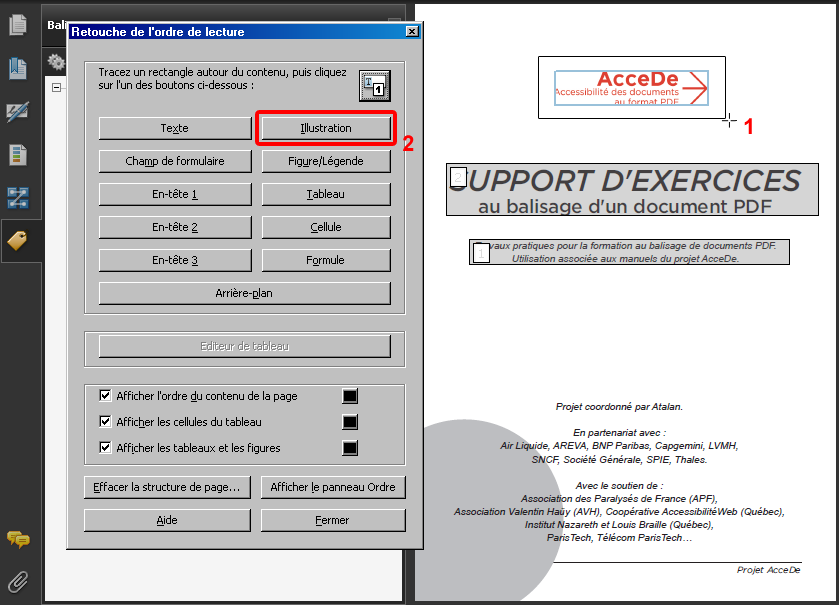 Bali
Retouche de l'ordre de lecture
Tracez un rectangle autour du contenu, puis cliquez
sur l'un des boutons ci-dessous :
1
Texte
Illustration
2
Champ de formulaire
Figure/Légende
En-tête 1
Tableau
En-tête 2
Cellule
En-tête 3
Formule
Arrière-plan
Editeur de tableau
Afficher l'ordre du contenu de la page
Afficher les cellules du tableau
Afficher les tableaux et les figures
Effacer la structure de page...
Afficher le panneau Ordre
Aide
Fermer
AcceDe
Accessibilité des documents
au format PDF
1
2
SUPPORT D'EXERCICES
au balisage d'un document PDF
1
vaux pratiques pour la formation au balisage de documents PDF.
Utilisation associée aux manuels du projet AcceDe.
Projet coordonné par Atalan.
En partenariat avec :
Air Liquide, AREVA, BNP Paribas, Capgemini, LVMH,
SNCF, Société Générale, SPIE, Thales.
Avec le soutien de :
Association des Paralysés de France (APF),
Association Valentin Haüy (AVH), Coopérative AccessibilitéWeb (Québec),
Institut Nazareth et Louis Braille (Québec),
ParisTech, Télécom ParisTech…
Projet AcceDe